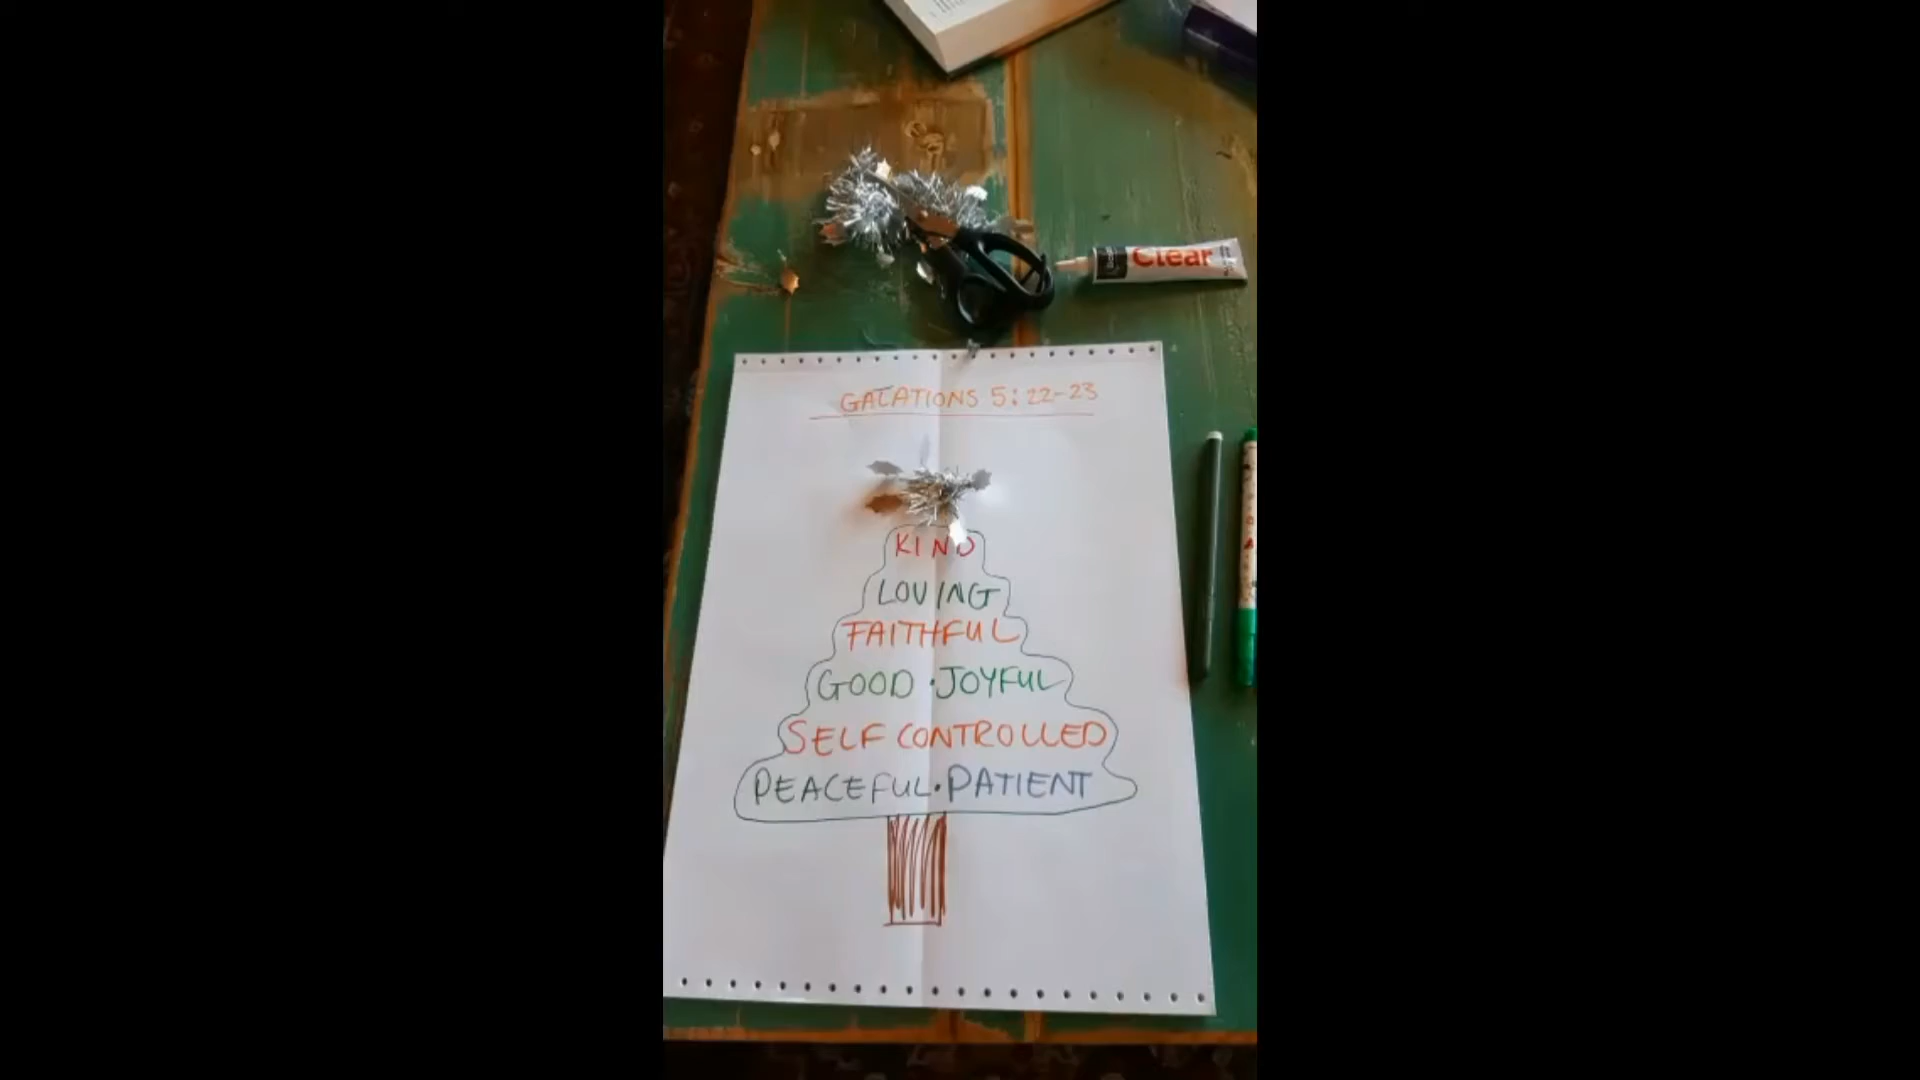 Clear
GALATIONS 5:22-23
KIND
LOVING
FAITHFUL
GOOD · JOYFUL
SELF CONTROLLED
PEACEFUL · PATIENT